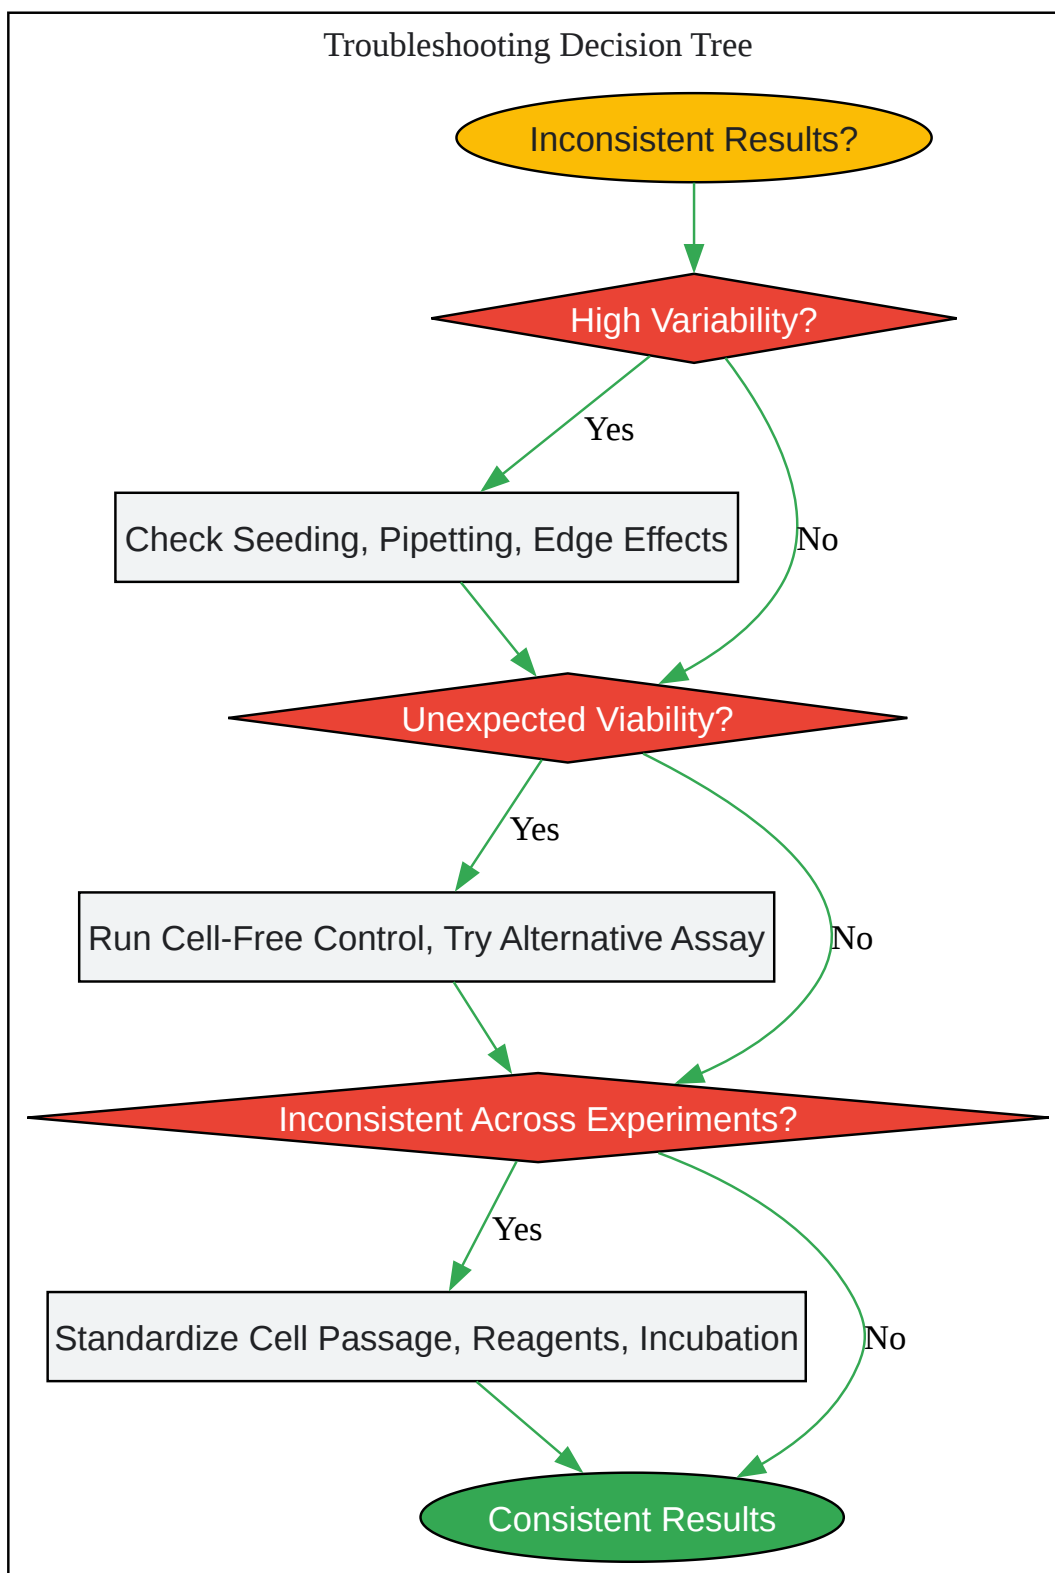 Troubleshooting Decision Tree
Inconsistent Results?
High Variability?
Yes
Check Seeding, Pipetting, Edge Effects
No
Unexpected Viability?
Yes
Run Cell-Free Control, Try Alternative Assay
No
Inconsistent Across Experiments?
Yes
Standardize Cell Passage, Reagents, Incubation
No
Consistent Results